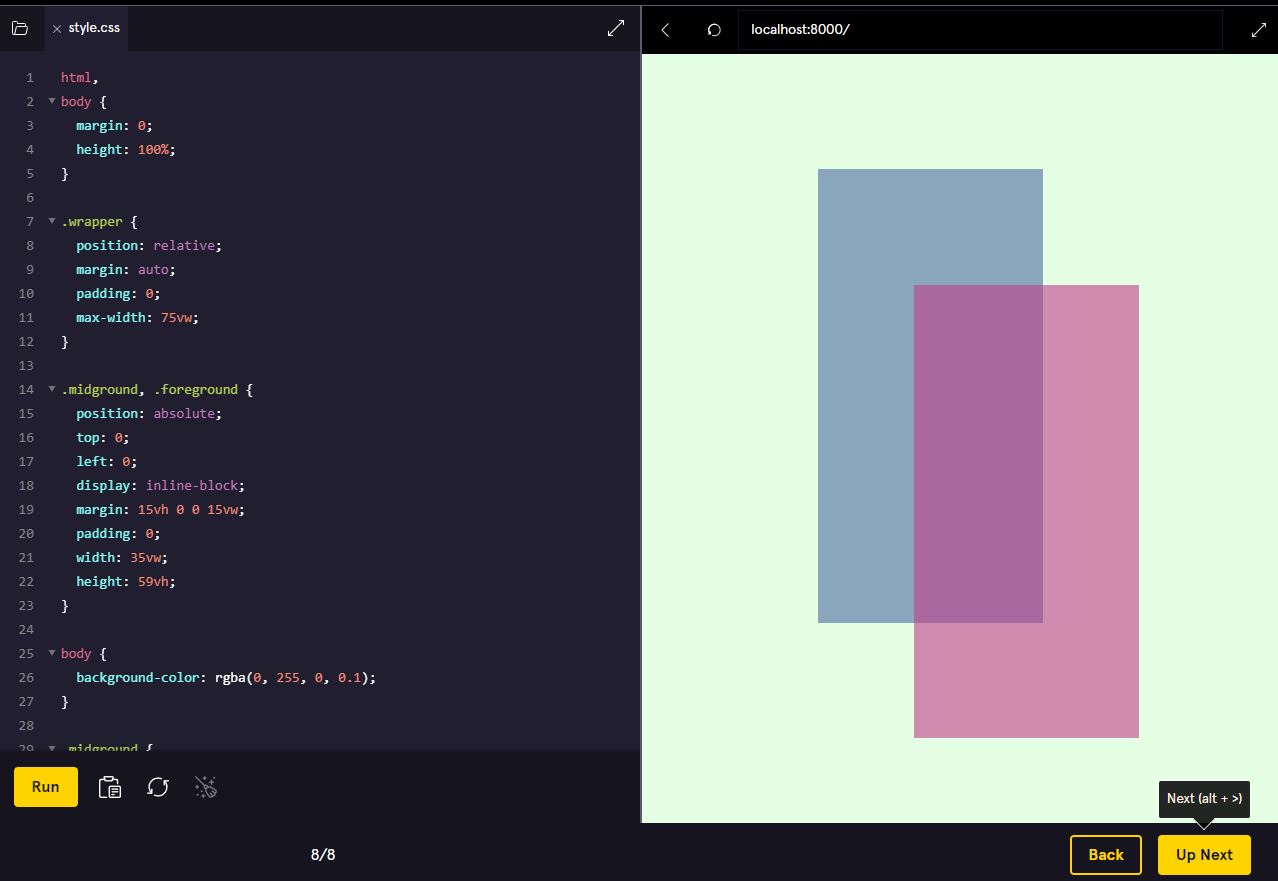 style.css
localhost:8000/
1 html,
2 body {
3 margin: 0;
4 height: 100%;
5 }
6
7 .wrapper {
8 position: relative;
9 margin: auto;
10 padding: 0;
11 max-width: 75vw;
12 }
13
14 .midground, .foreground {
15 position: absolute;
16 top: 0;
17 left: 0;
18 display: inline-block;
19 margin: 15vh 0 0 15vw;
20 padding: 0;
21 width: 35vw;
22 height: 59vh;
23 }
24
25 body {
26 background-color: rgba(0, 255, 0, 0.1);
27 }
28
29 .midground {
Run
Next (alt + >)
8/8
Back
Up Next